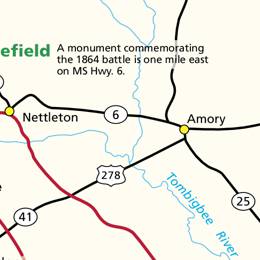 efield
A monument commemorating
the 1864 battle is one mile east
on MS Hwy. 6.
Nettleton
6
Amory
278
Tombigbee River
41
25